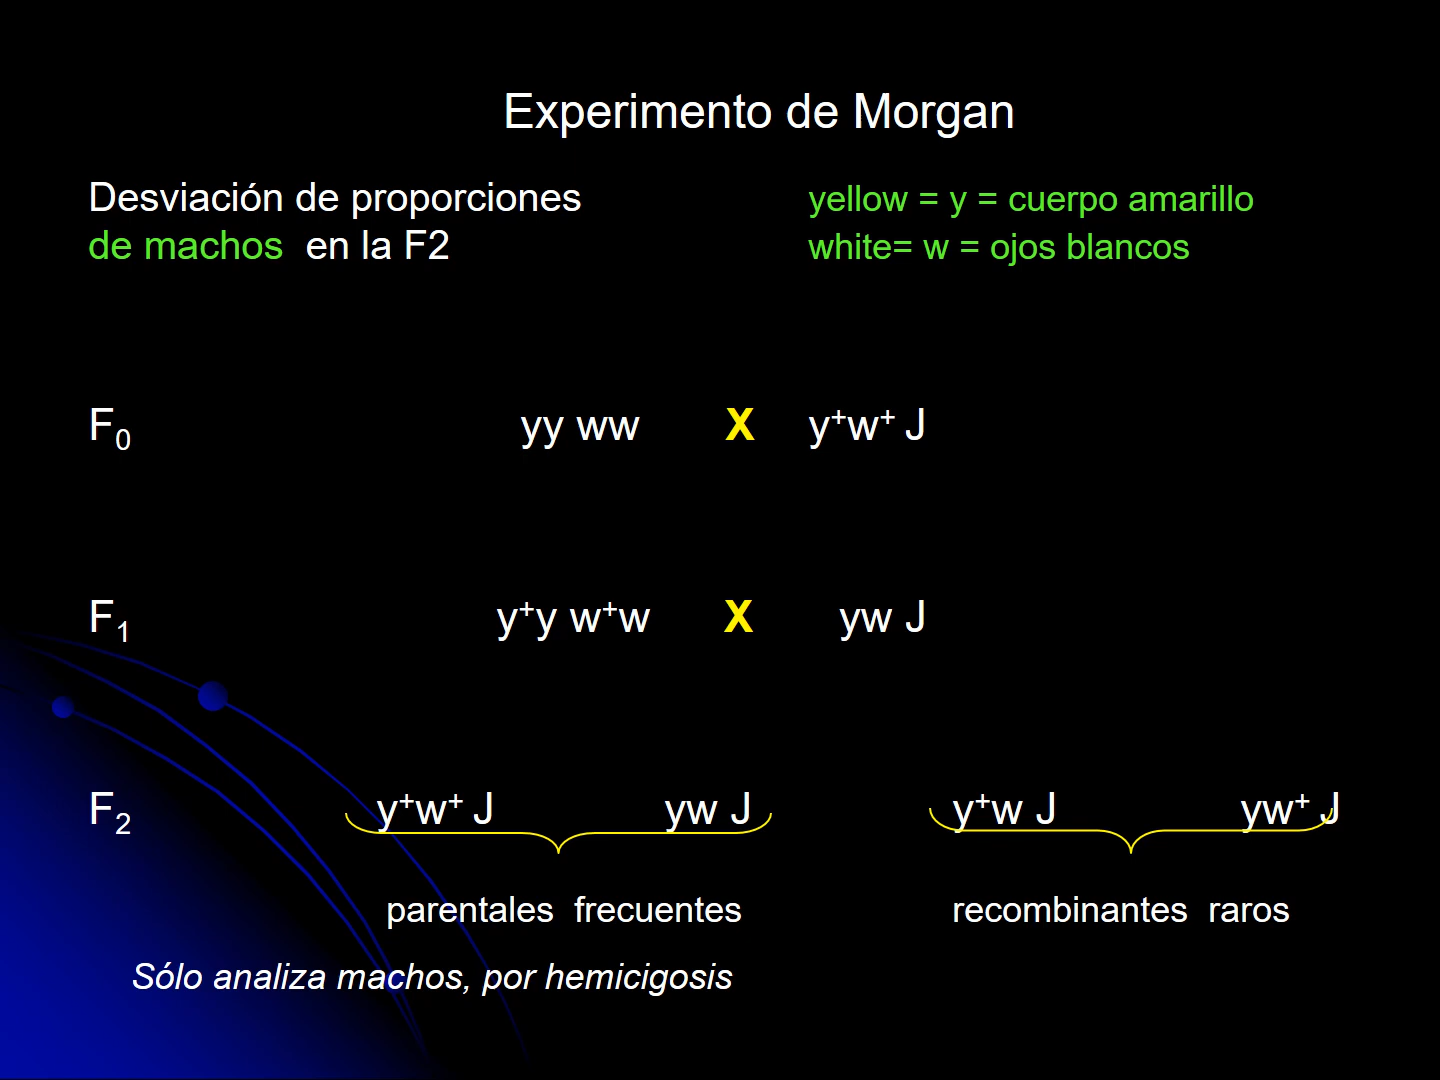 Experimento de Morgan
Desviación de proporciones
de machos en la F2
yellow = y = cuerpo amarillo
white= w = ojos blancos
F₀ yy ww X y⁺w⁺ J
F₁ y⁺y w⁺w X yw J
F₂ y⁺w⁺ J yw J y⁺w J yw⁺ J
parentales frecuentes recombinantes raros
Sólo analiza machos, por hemicigosis